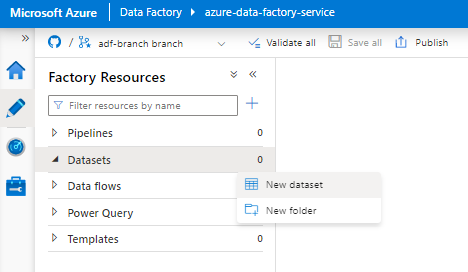 Microsoft Azure | Data Factory ▸ azure-data-factory-service
»
/ adf-branch branch Validate all Save all Publish
Factory Resources
Filter resources by name
Pipelines 0
Datasets 0
Data flows
New dataset
Power Query
New folder
Templates 0